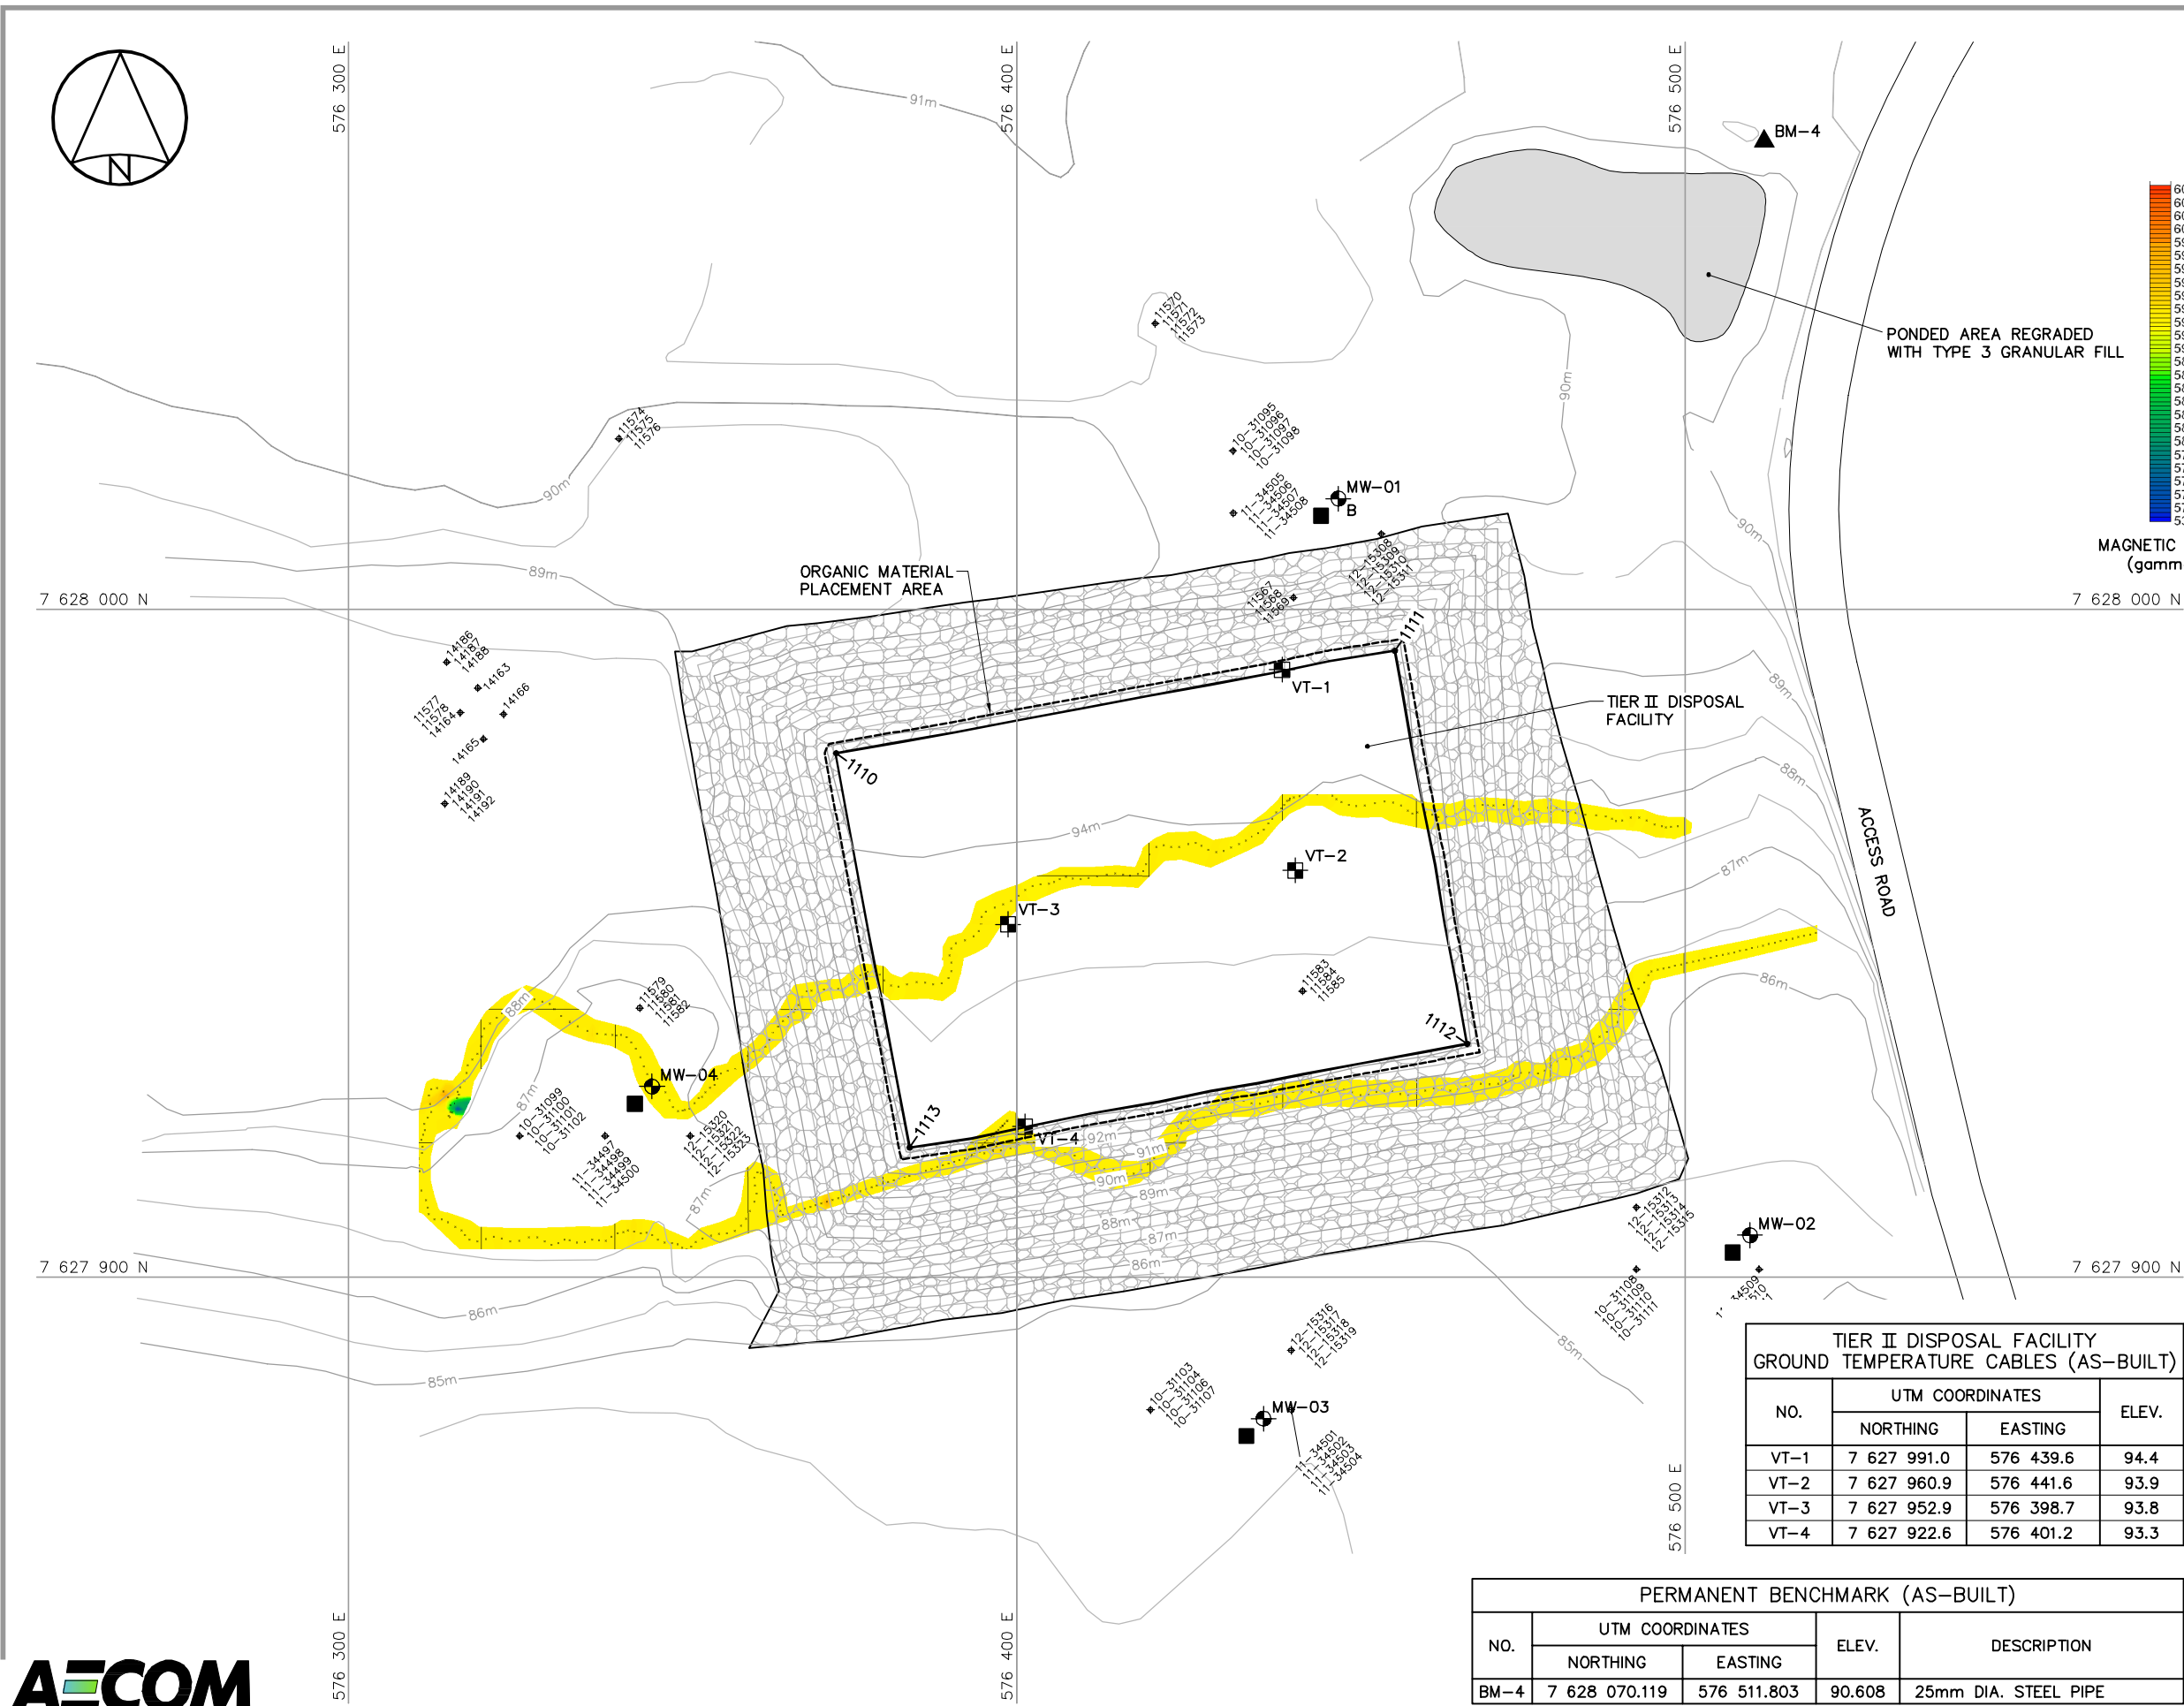 576 300 E
576 400 E
576 500 E
N
91m
BM-4
PONDED AREA REGRADED
WITH TYPE 3 GRANULAR FILL
11570
11571
11572
11573
90m
11574
11575
11576
10-31095
10-31096
10-31097
10-31098
11-34505
11-34506
11-34507
11-34508
MW-01
B
90m
90m
MAGNETIC
(gamm
89m
ORGANIC MATERIAL
PLACEMENT AREA
12-15308
12-15309
12-15310
12-15311
11567
11568
11569
7 628 000 N
7 628 000 N
1111
14186
14187
14188
14163
14166
11577
11578
14164
14165
14189
14190
14191
14192
VT-1
TIER II DISPOSAL
FACILITY
89m
1110
88m
94m
ACCESS ROAD
VT-2
87m
VT-3
11583
11584
11585
86m
88m
11579
11580
11581
11582
1112
MW-04
87m
10-31099
10-31100
10-31101
10-31102
11-34497
11-34498
11-34499
11-34500
12-15320
12-15321
12-15322
12-15323
1113
VT-4
92m
91m
90m
89m
88m
87m
86m
87m
12-15312
12-15313
12-15314
12-15315
MW-02
7 627 900 N
7 627 900 N
10-31108
10-31109
10-31110
10-31111
86m
85m
85m
12-15316
12-15317
12-15318
12-15319
10-31103
10-31104
10-31106
10-31107
MW-03
11-34501
11-34502
11-34503
11-34504
TIER II DISPOSAL FACILITY
GROUND TEMPERATURE CABLES (AS-BUILT)
NO. UTM COORDINATES ELEV.
NORTHING EASTING
VT-1 7 627 991.0 576 439.6 94.4
VT-2 7 627 960.9 576 441.6 93.9
VT-3 7 627 952.9 576 398.7 93.8
VT-4 7 627 922.6 576 401.2 93.3
576 300 E
576 400 E
576 500 E
PERMANENT BENCHMARK (AS-BUILT)
NO. UTM COORDINATES ELEV. DESCRIPTION
NORTHING EASTING
BM-4 7 628 070.119 576 511.803 90.608 25mm DIA. STEEL PIPE
AECOM